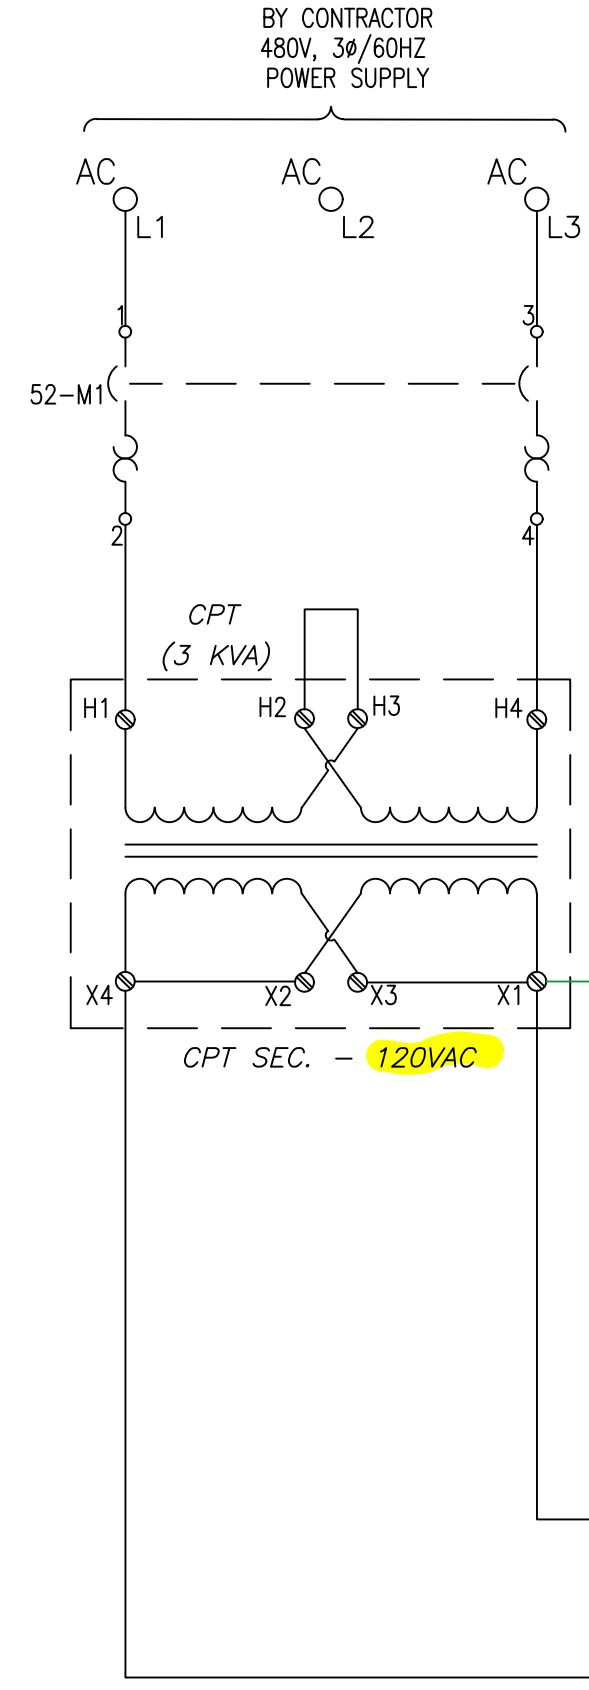 BY CONTRACTOR
480V, 3ø/60HZ
POWER SUPPLY
AC AC AC
L1 L2 L3
1 3
52-M1
2 4
CPT
(3 KVA)
H1 H2 H3 H4
X4 X2 X3 X1
CPT SEC. - 120VAC